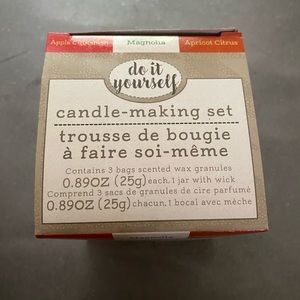 Apple Cinnamon Magnolia Apricot Citrus
do it
yourself
candle-making set
trousse de bougie
à faire soi-même
Contains 3 bags scented wax granules
0.89OZ (25g) each, 1 jar with wick
Comprend 3 sacs de granules de cire parfumé
0.89OZ (25g) chacun, 1 bocal avec mèche